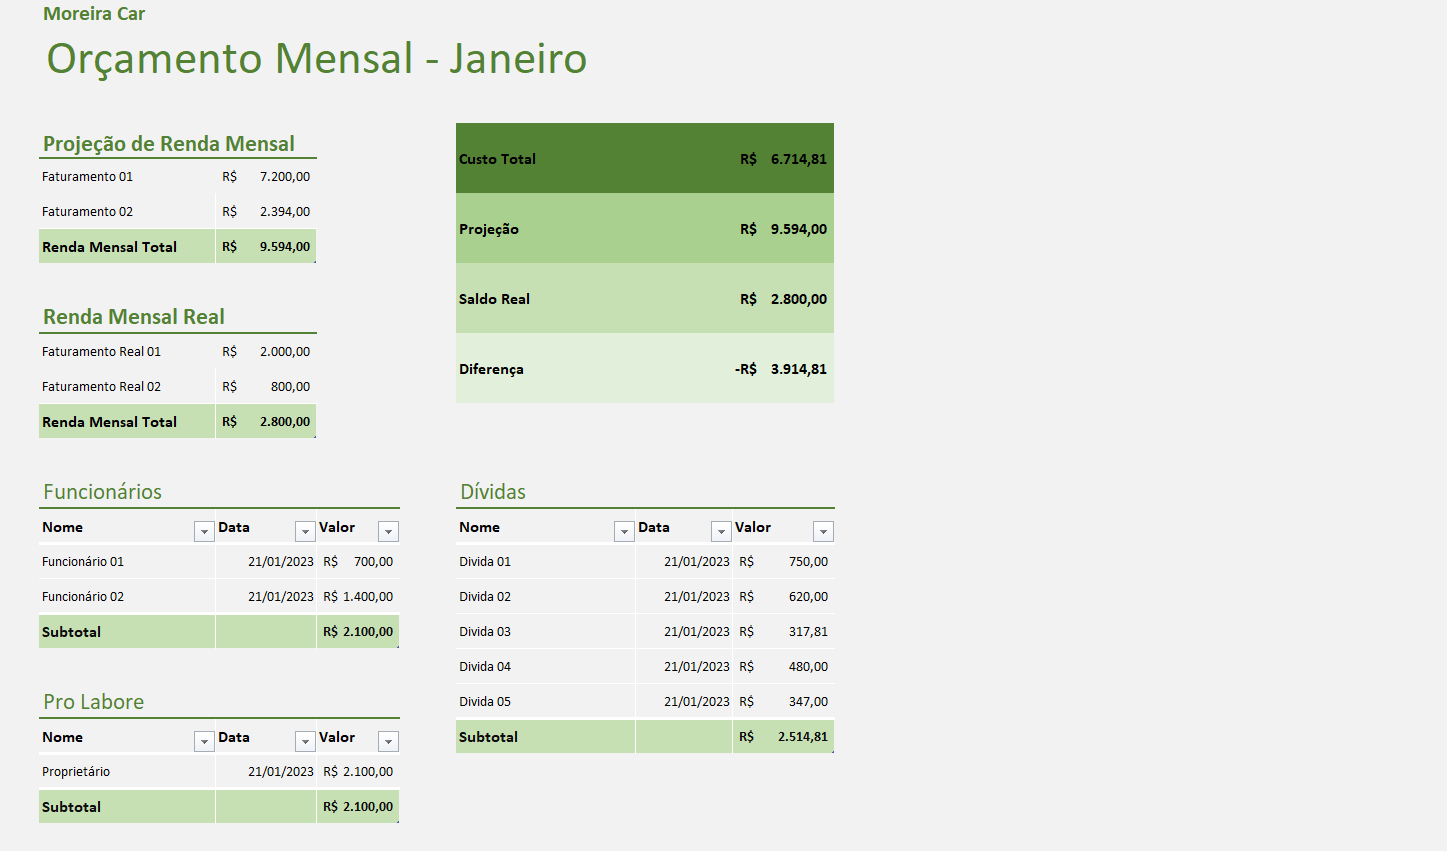 Moreira Car
Orçamento Mensal - Janeiro
Projeção de Renda Mensal
Faturamento 01 R$ 7.200,00
Faturamento 02 R$ 2.394,00
Renda Mensal Total R$ 9.594,00
Custo Total R$ 6.714,81
Projeção R$ 9.594,00
Saldo Real R$ 2.800,00
Diferença -R$ 3.914,81
Renda Mensal Real
Faturamento Real 01 R$ 2.000,00
Faturamento Real 02 R$ 800,00
Renda Mensal Total R$ 2.800,00
Funcionários
Nome Data Valor
Funcionário 01 21/01/2023 R$ 700,00
Funcionário 02 21/01/2023 R$ 1.400,00
Subtotal R$ 2.100,00
Dívidas
Nome Data Valor
Divida 01 21/01/2023 R$ 750,00
Divida 02 21/01/2023 R$ 620,00
Divida 03 21/01/2023 R$ 317,81
Divida 04 21/01/2023 R$ 480,00
Divida 05 21/01/2023 R$ 347,00
Subtotal R$ 2.514,81
Pro Labore
Nome Data Valor
Proprietário 21/01/2023 R$ 2.100,00
Subtotal R$ 2.100,00